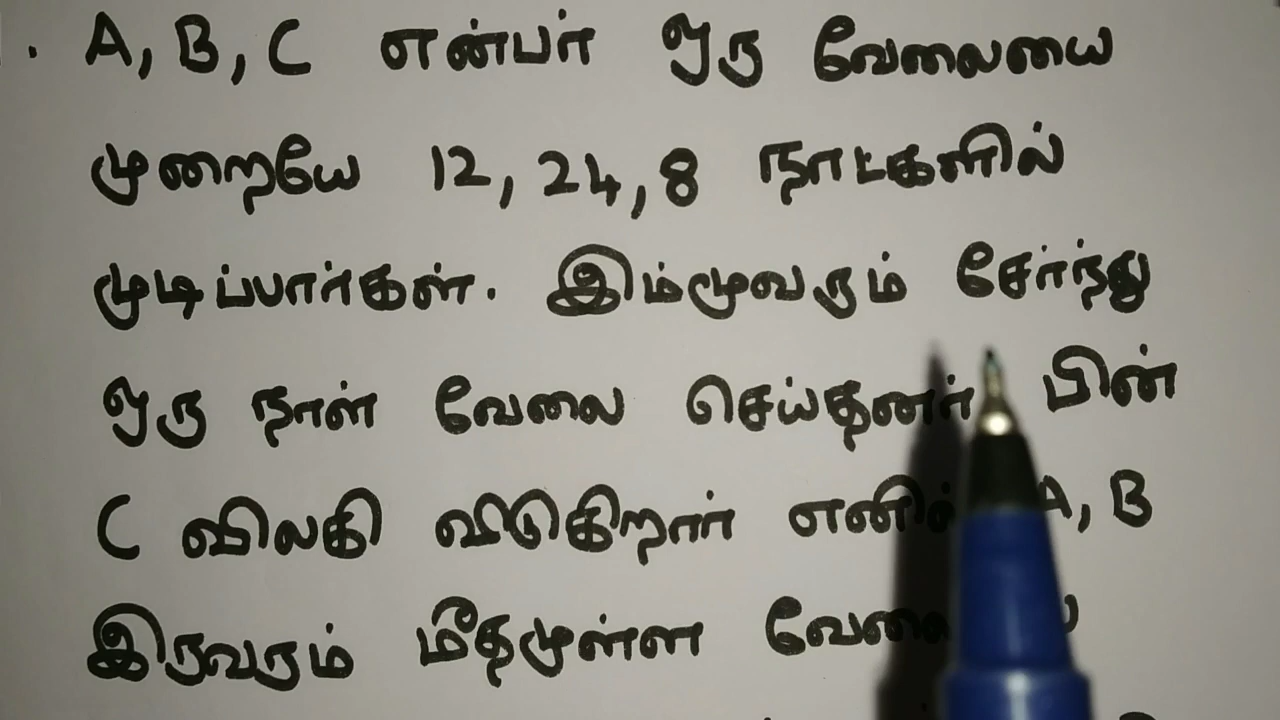 . A, B, C என்பர் ஒரு வேலையை
முறையே 12, 24, 8 நாட்களில்
முடிப்பார்கள். இம்மூவரும் சேர்ந்து
ஒரு நாள் வேலை செய்தனர் பின்
C விலகி விடுகிறார் எனில் A, B
இருவரும் மீதமுள்ள